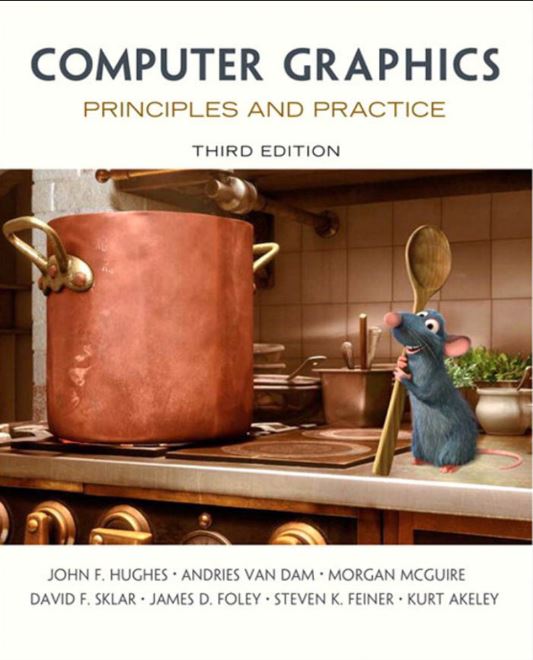 COMPUTER GRAPHICS
PRINCIPLES AND PRACTICE
THIRD EDITION
JOHN F. HUGHES · ANDRIES VAN DAM · MORGAN MCGUIRE
DAVID F. SKLAR · JAMES D. FOLEY · STEVEN K. FEINER · KURT AKELEY